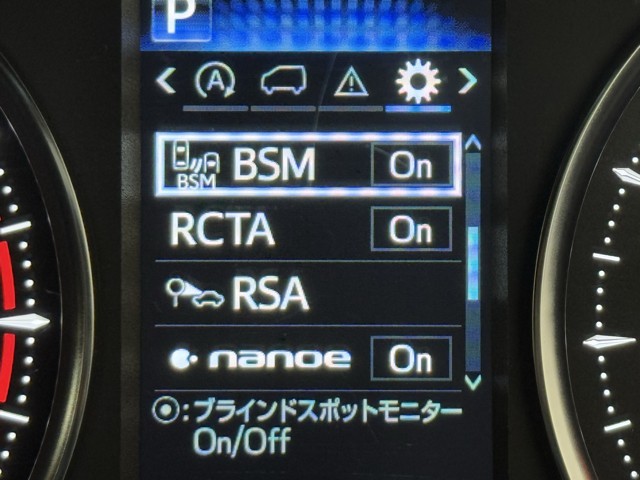 P
A
BSM BSM On
RCTA On
RSA
nanoe On
◉:ブラインドスポットモニター
On/Off